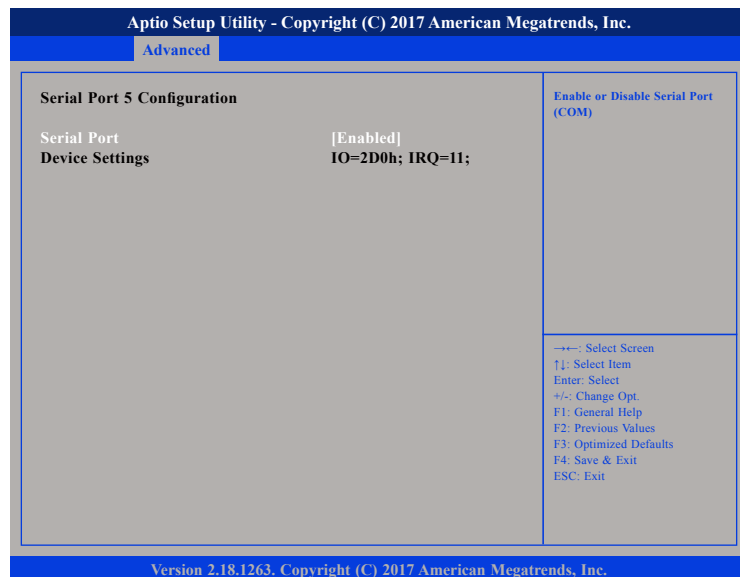 Aptio Setup Utility - Copyright (C) 2017 American Megatrends, Inc.
Advanced
Serial Port 5 Configuration
Serial Port [Enabled]
Device Settings IO=2D0h; IRQ=11;
Enable or Disable Serial Port
(COM)
→←: Select Screen
↑↓: Select Item
Enter: Select
+/-: Change Opt.
F1: General Help
F2: Previous Values
F3: Optimized Defaults
F4: Save & Exit
ESC: Exit
Version 2.18.1263. Copyright (C) 2017 American Megatrends, Inc.